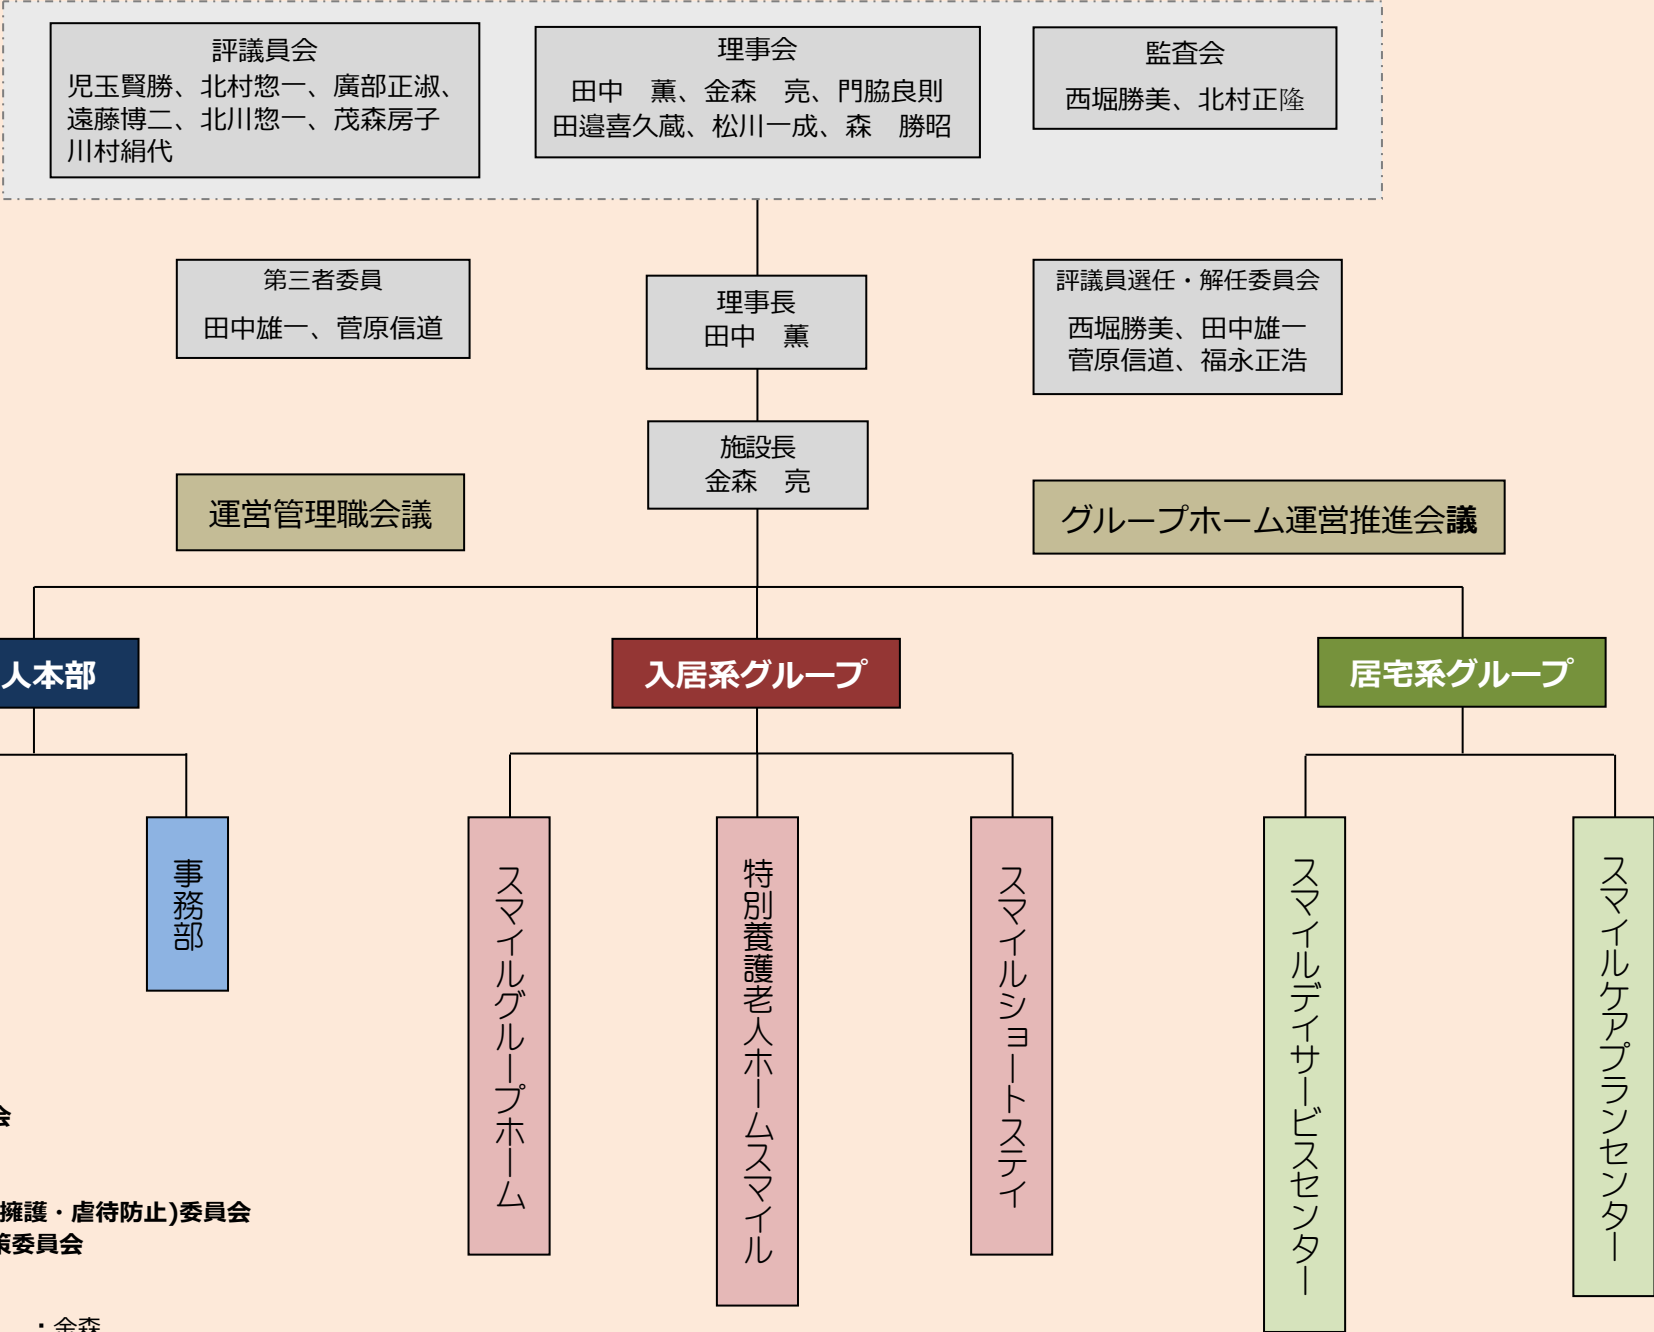 評議員会
児玉賢勝、北村惣一、廣部正淑、
遠藤博二、北川惣一、茂森房子
川村絹代
理事会
田中　薫、金森　亮、門脇良則
田邉喜久蔵、松川一成、森　勝昭
監査会
西堀勝美、北村正隆
第三者委員
田中雄一、菅原信道
理事長
田中　薫
評議員選任・解任委員会
西堀勝美、田中雄一
菅原信道、福永正浩
施設長
金森　亮
運営管理職会議
グループホーム運営推進会議
人本部
入居系グループ
居宅系グループ
事務部
スマイルグループホーム
特別養護老人ホームスマイル
スマイルショートステイ
スマイルデイサービスセンター
スマイルケアプランセンター
会
擁護・虐待防止)委員会
策委員会
・金森